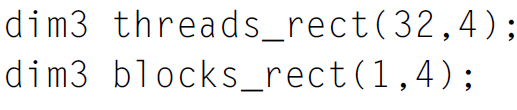 dim3 threads_rect(32,4);
dim3 blocks_rect(1,4);